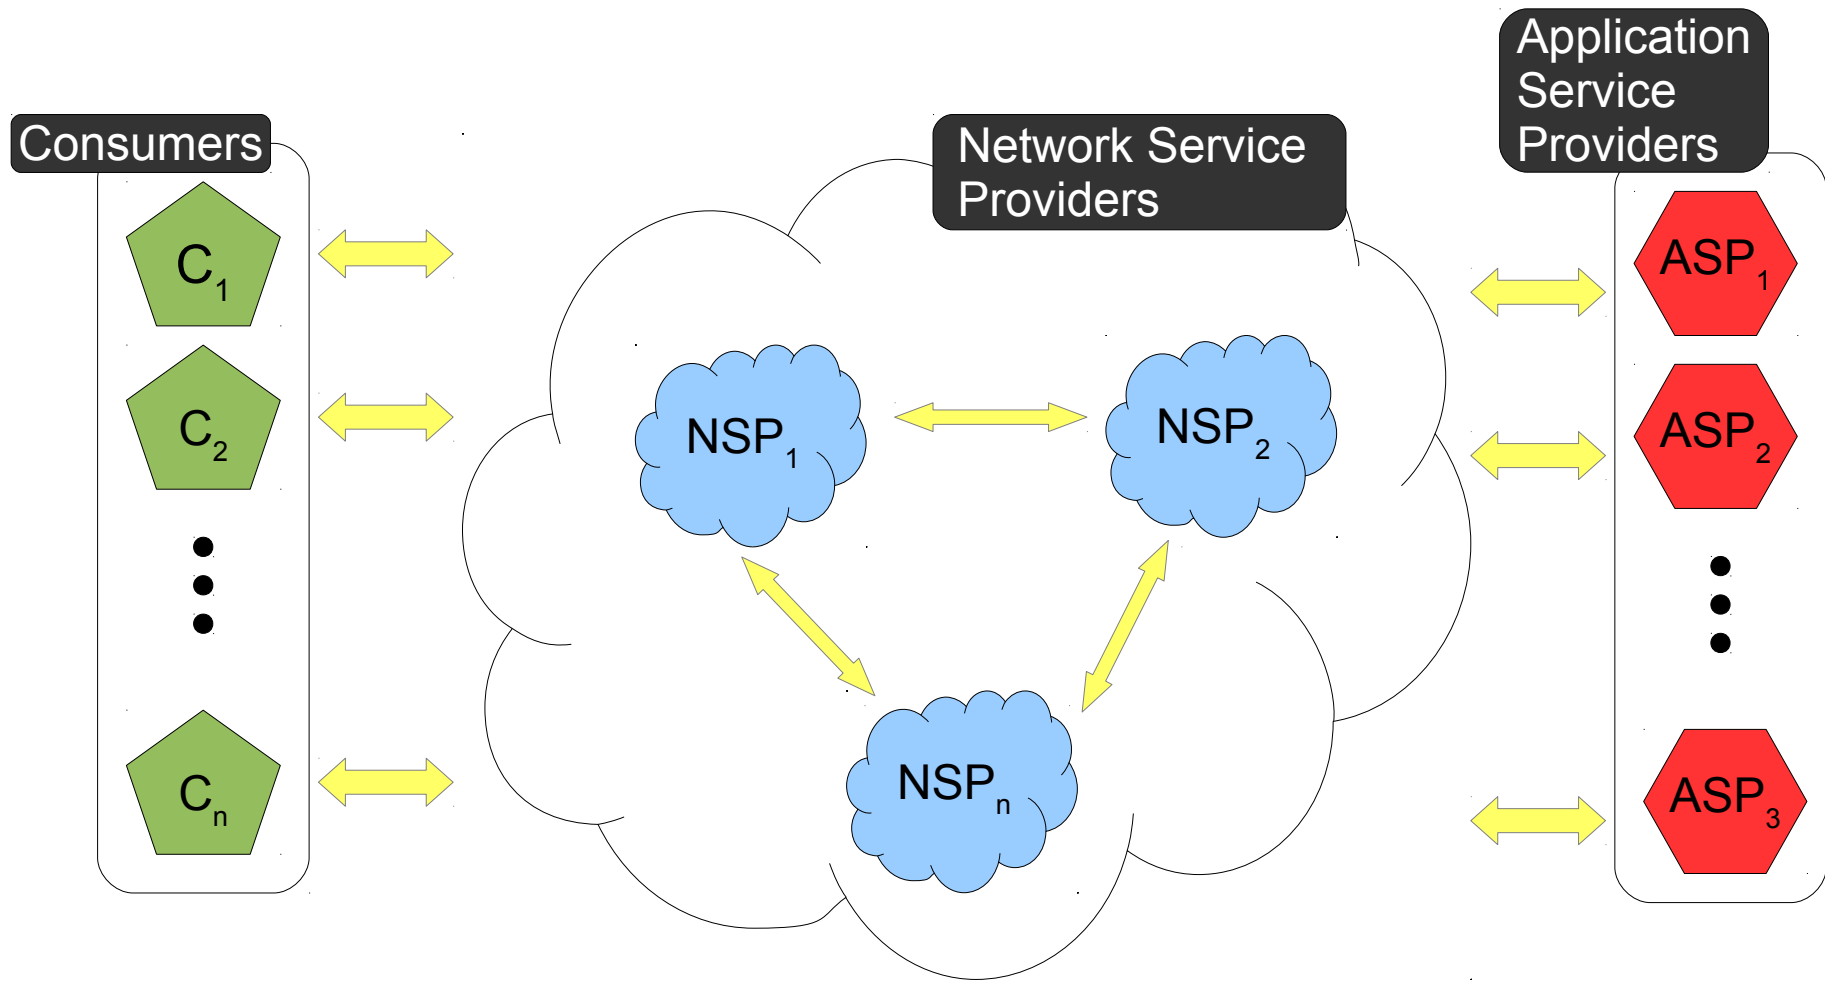 Consumers
C1
C2
Cn
Network Service
Providers
NSP1
NSP2
NSPn
Application
Service
Providers
ASP1
ASP2
ASP3